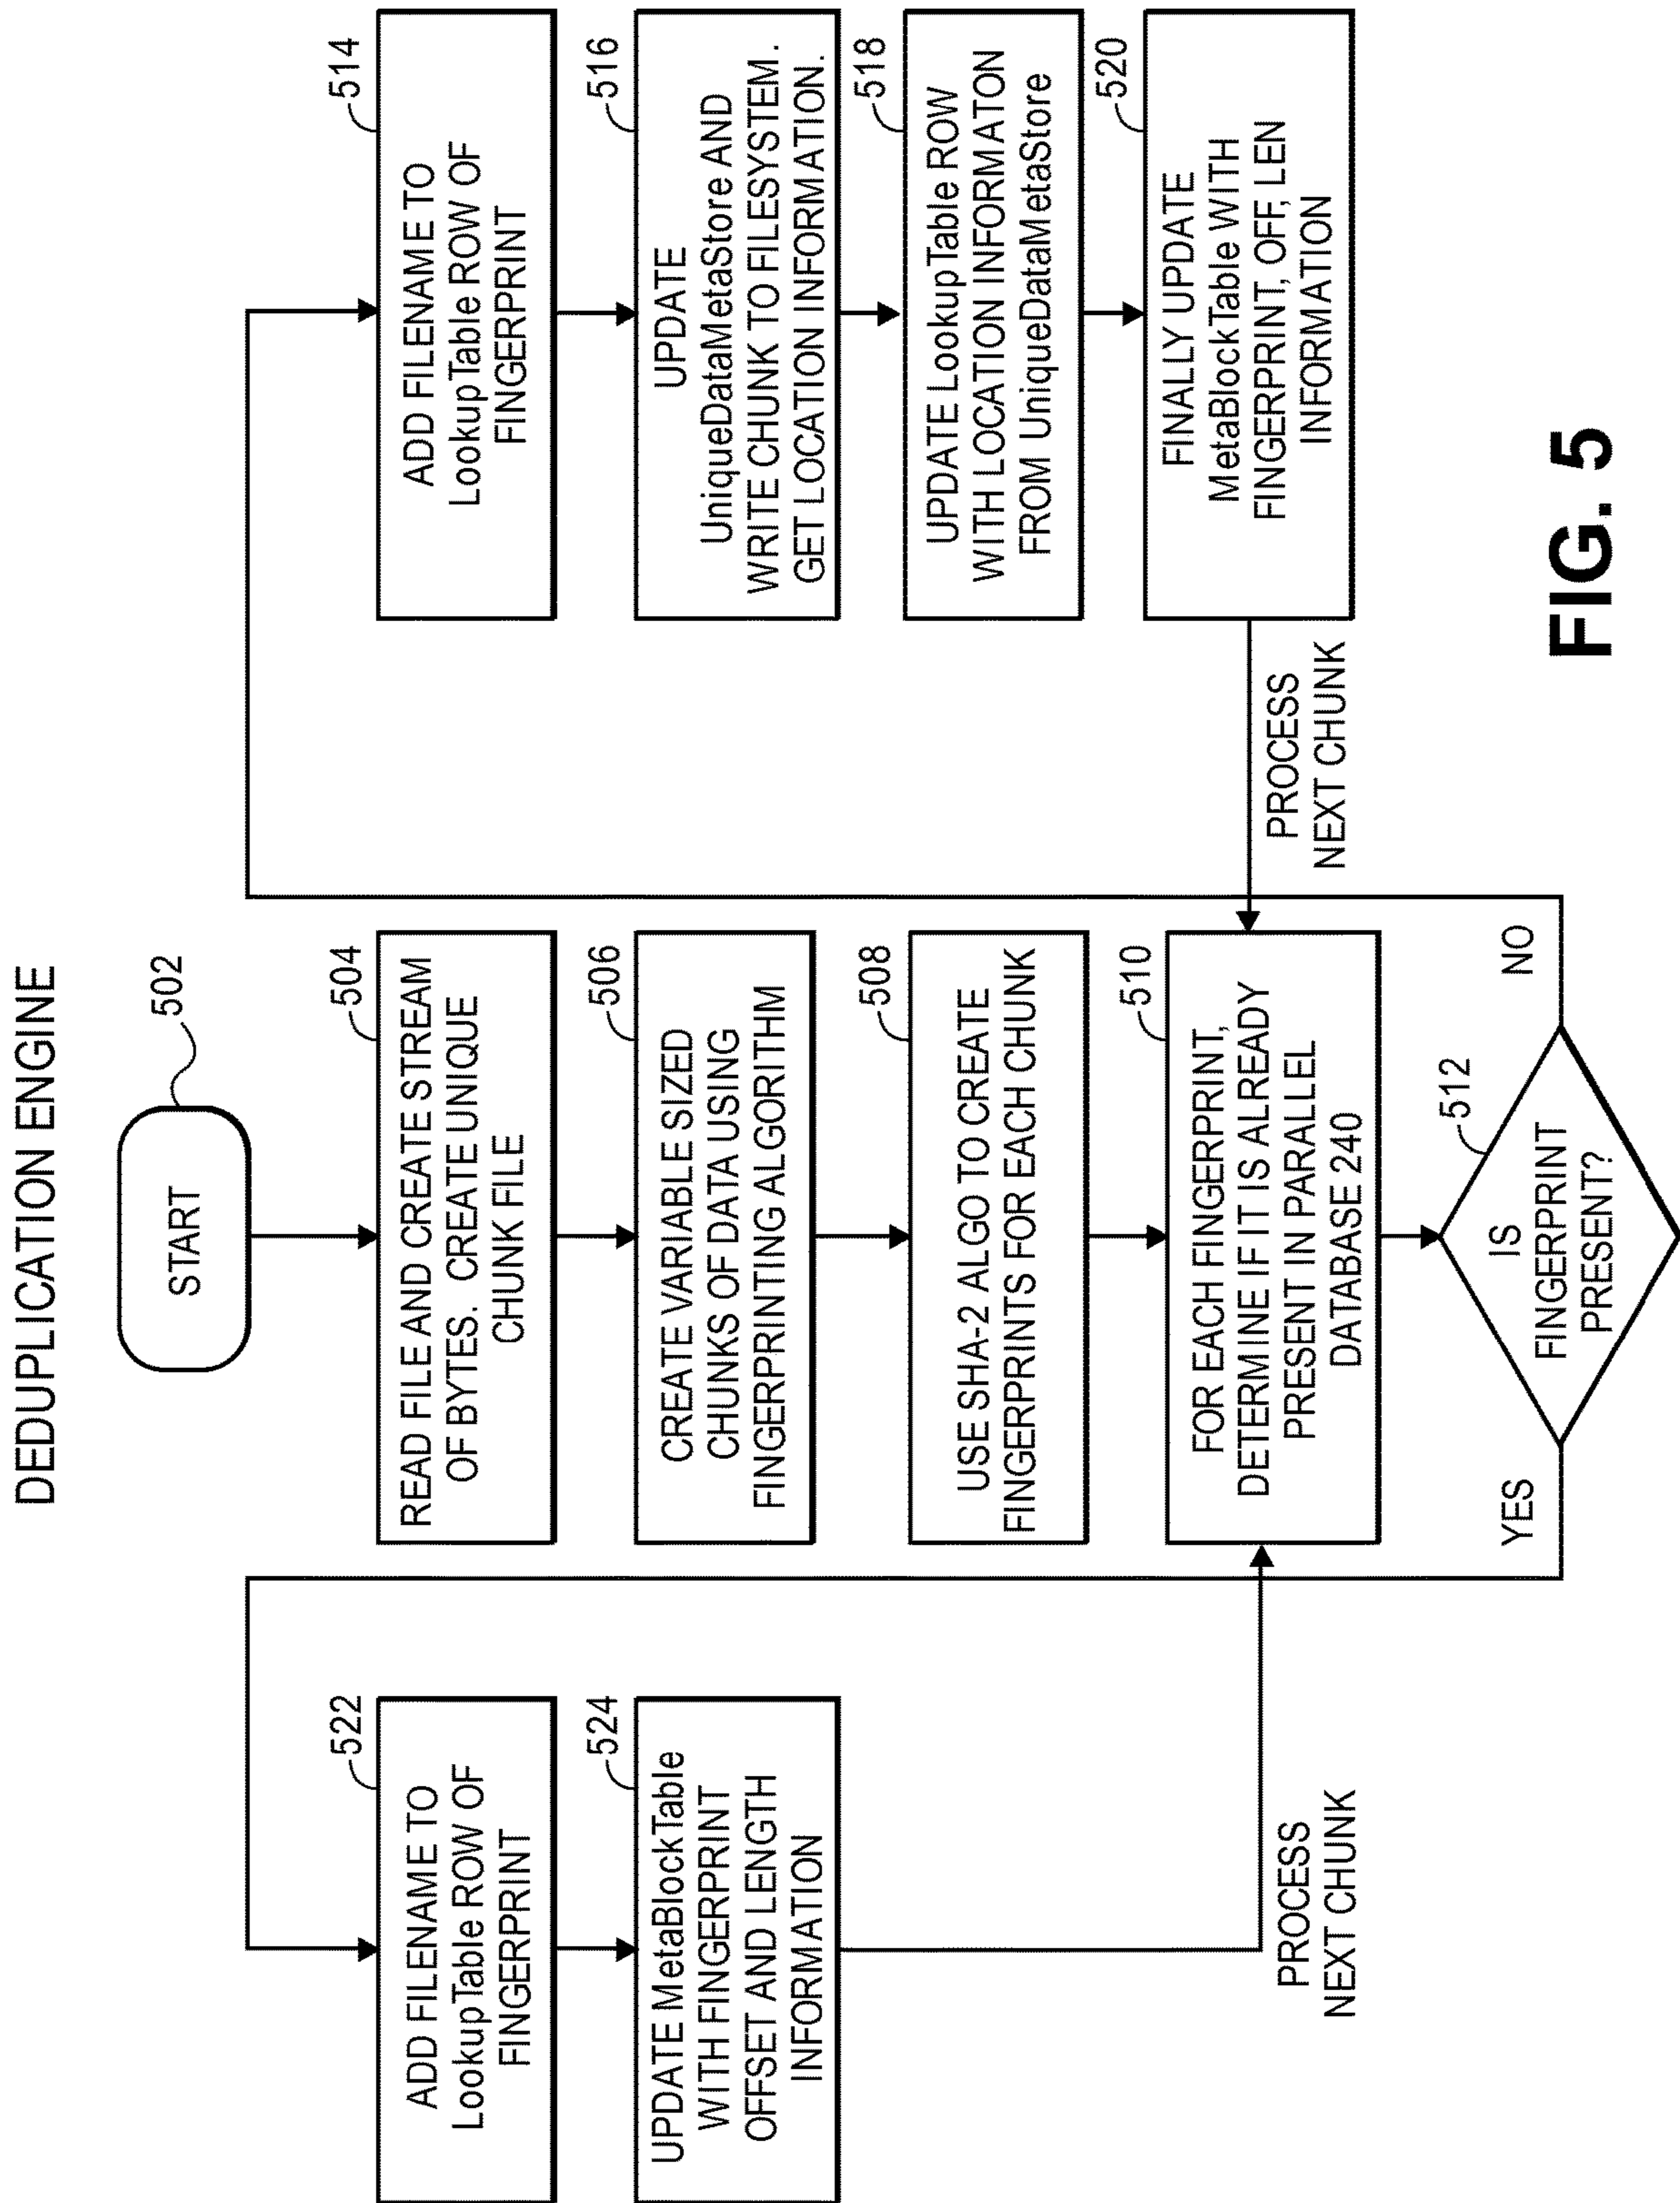 DEDUPLICATION ENGINE
START
502
READ FILE AND CREATE STREAM
OF BYTES. CREATE UNIQUE
CHUNK FILE
504
CREATE VARIABLE SIZED
CHUNKS OF DATA USING
FINGERPRINTING ALGORITHM
506
USE SHA-2 ALGO TO CREATE
FINGERPRINTS FOR EACH CHUNK
508
FOR EACH FINGERPRINT,
DETERMINE IF IT IS ALREADY
PRESENT IN PARALLEL
DATABASE 240
510
IS
FINGERPRINT
PRESENT?
512
YES
NO
ADD FILENAME TO
LookupTable ROW OF
FINGERPRINT
522
UPDATE MetaBlockTable
WITH FINGERPRINT
OFFSET AND LENGTH
INFORMATION
524
PROCESS
NEXT CHUNK
ADD FILENAME TO
LookupTable ROW OF
FINGERPRINT
514
UPDATE
UniqueDataMetaStore AND
WRITE CHUNK TO FILESYSTEM.
GET LOCATION INFORMATION.
516
UPDATE LookupTable ROW
WITH LOCATION INFORMATON
FROM UniqueDataMetaStore
518
FINALLY UPDATE
MetaBlockTable WITH
FINGERPRINT, OFF, LEN
INFORMATION
520
PROCESS
NEXT CHUNK
FIG. 5